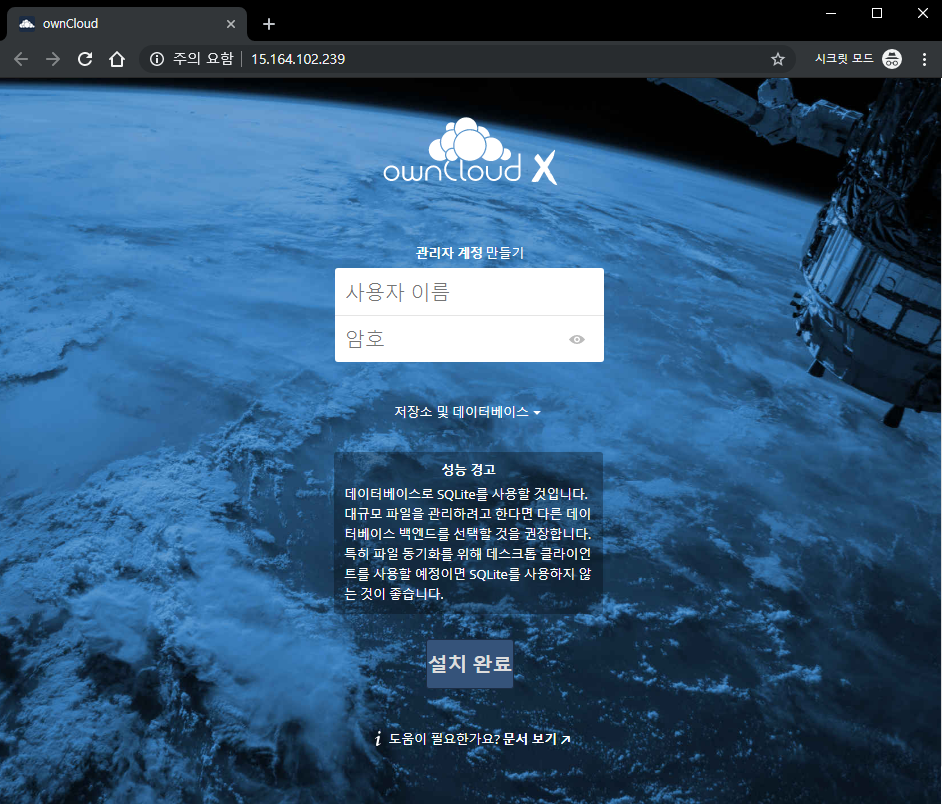 ownCloud
주의 요함
15.164.102.239
시크릿 모드
ownCloud X
관리자 계정 만들기
사용자 이름
암호
저장소 및 데이터베이스
성능 경고
데이터베이스로 SQLite를 사용할 것입니다.
대규모 파일을 관리하려고 한다면 다른 데이
터베이스 백엔드를 선택할 것을 권장합니다.
특히 파일 동기화를 위해 데스크톱 클라이언
트를 사용할 예정이면 SQLite를 사용하지 않
는 것이 좋습니다.
설치 완료
도움이 필요한가요? 문서 보기